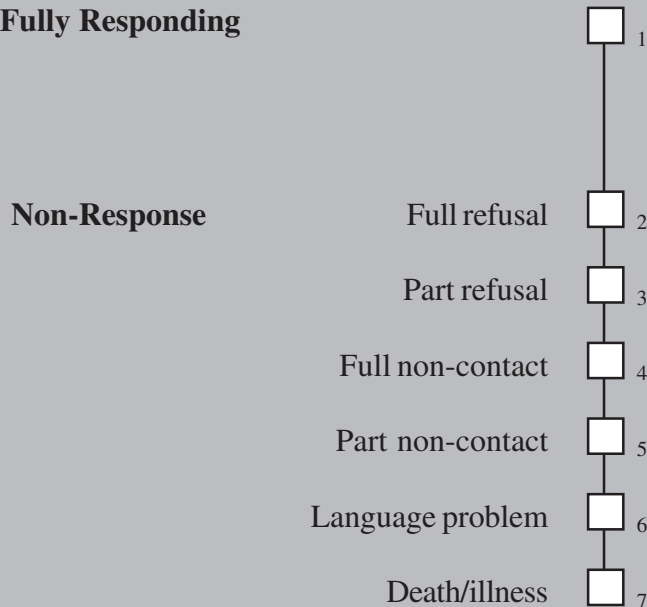 Fully Responding 1
Non-Response Full refusal 2
Part refusal 3
Full non-contact 4
Part non-contact 5
Language problem 6
Death/illness 7